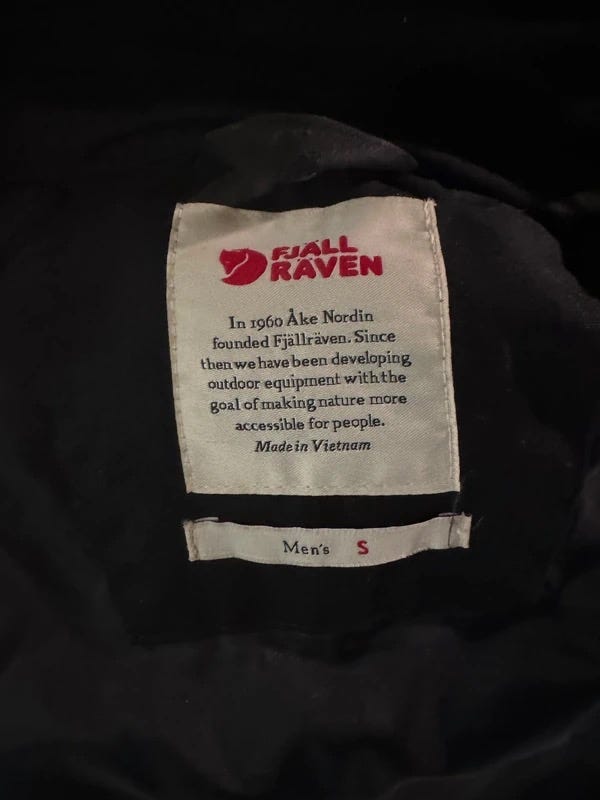 FJÄLL
RÄVEN
In 1960 Åke Nordin
founded Fjällräven. Since
then we have been developing
outdoor equipment with the
goal of making nature more
accessible for people.
Made in Vietnam
Men's S